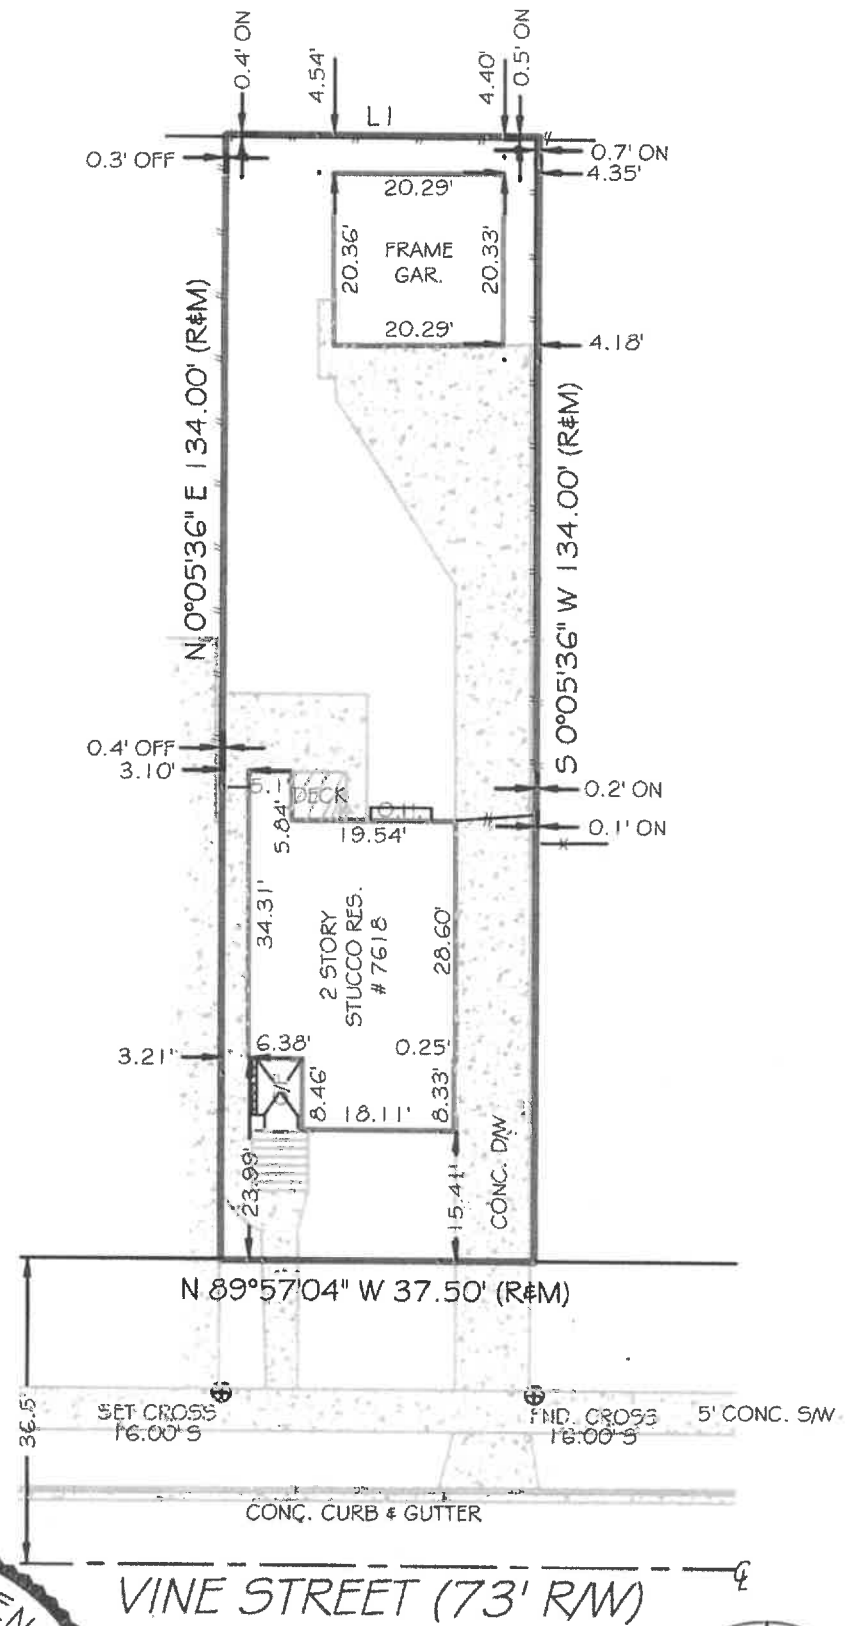 0.4' ON
4.54'
4.40'
0.5' ON
L1
0.3' OFF
0.7' ON
4.35'
20.29'
20.36'
FRAME
GAR.
20.33'
20.29'
4.18'
N 0°05'36" E 134.00' (R&M)
S 0°05'36" W 134.00' (R&M)
0.4' OFF
3.10'
5.1
DECK
0.2' ON
5.84'
19.54'
0.1' ON
34.31'
2 STORY
STUCCO RES.
# 7618
28.60'
3.21'
6.38'
0.25'
8.46'
8.33'
18.11'
CONC. D/W
23.99'
15.41'
N 89°57'04" W 37.50' (R&M)
36.5'
SET CROSS
16.00'S
FND. CROSS
16.00'S
5' CONC. S/W
CONC. CURB & GUTTER
VINE STREET (73' R/W)